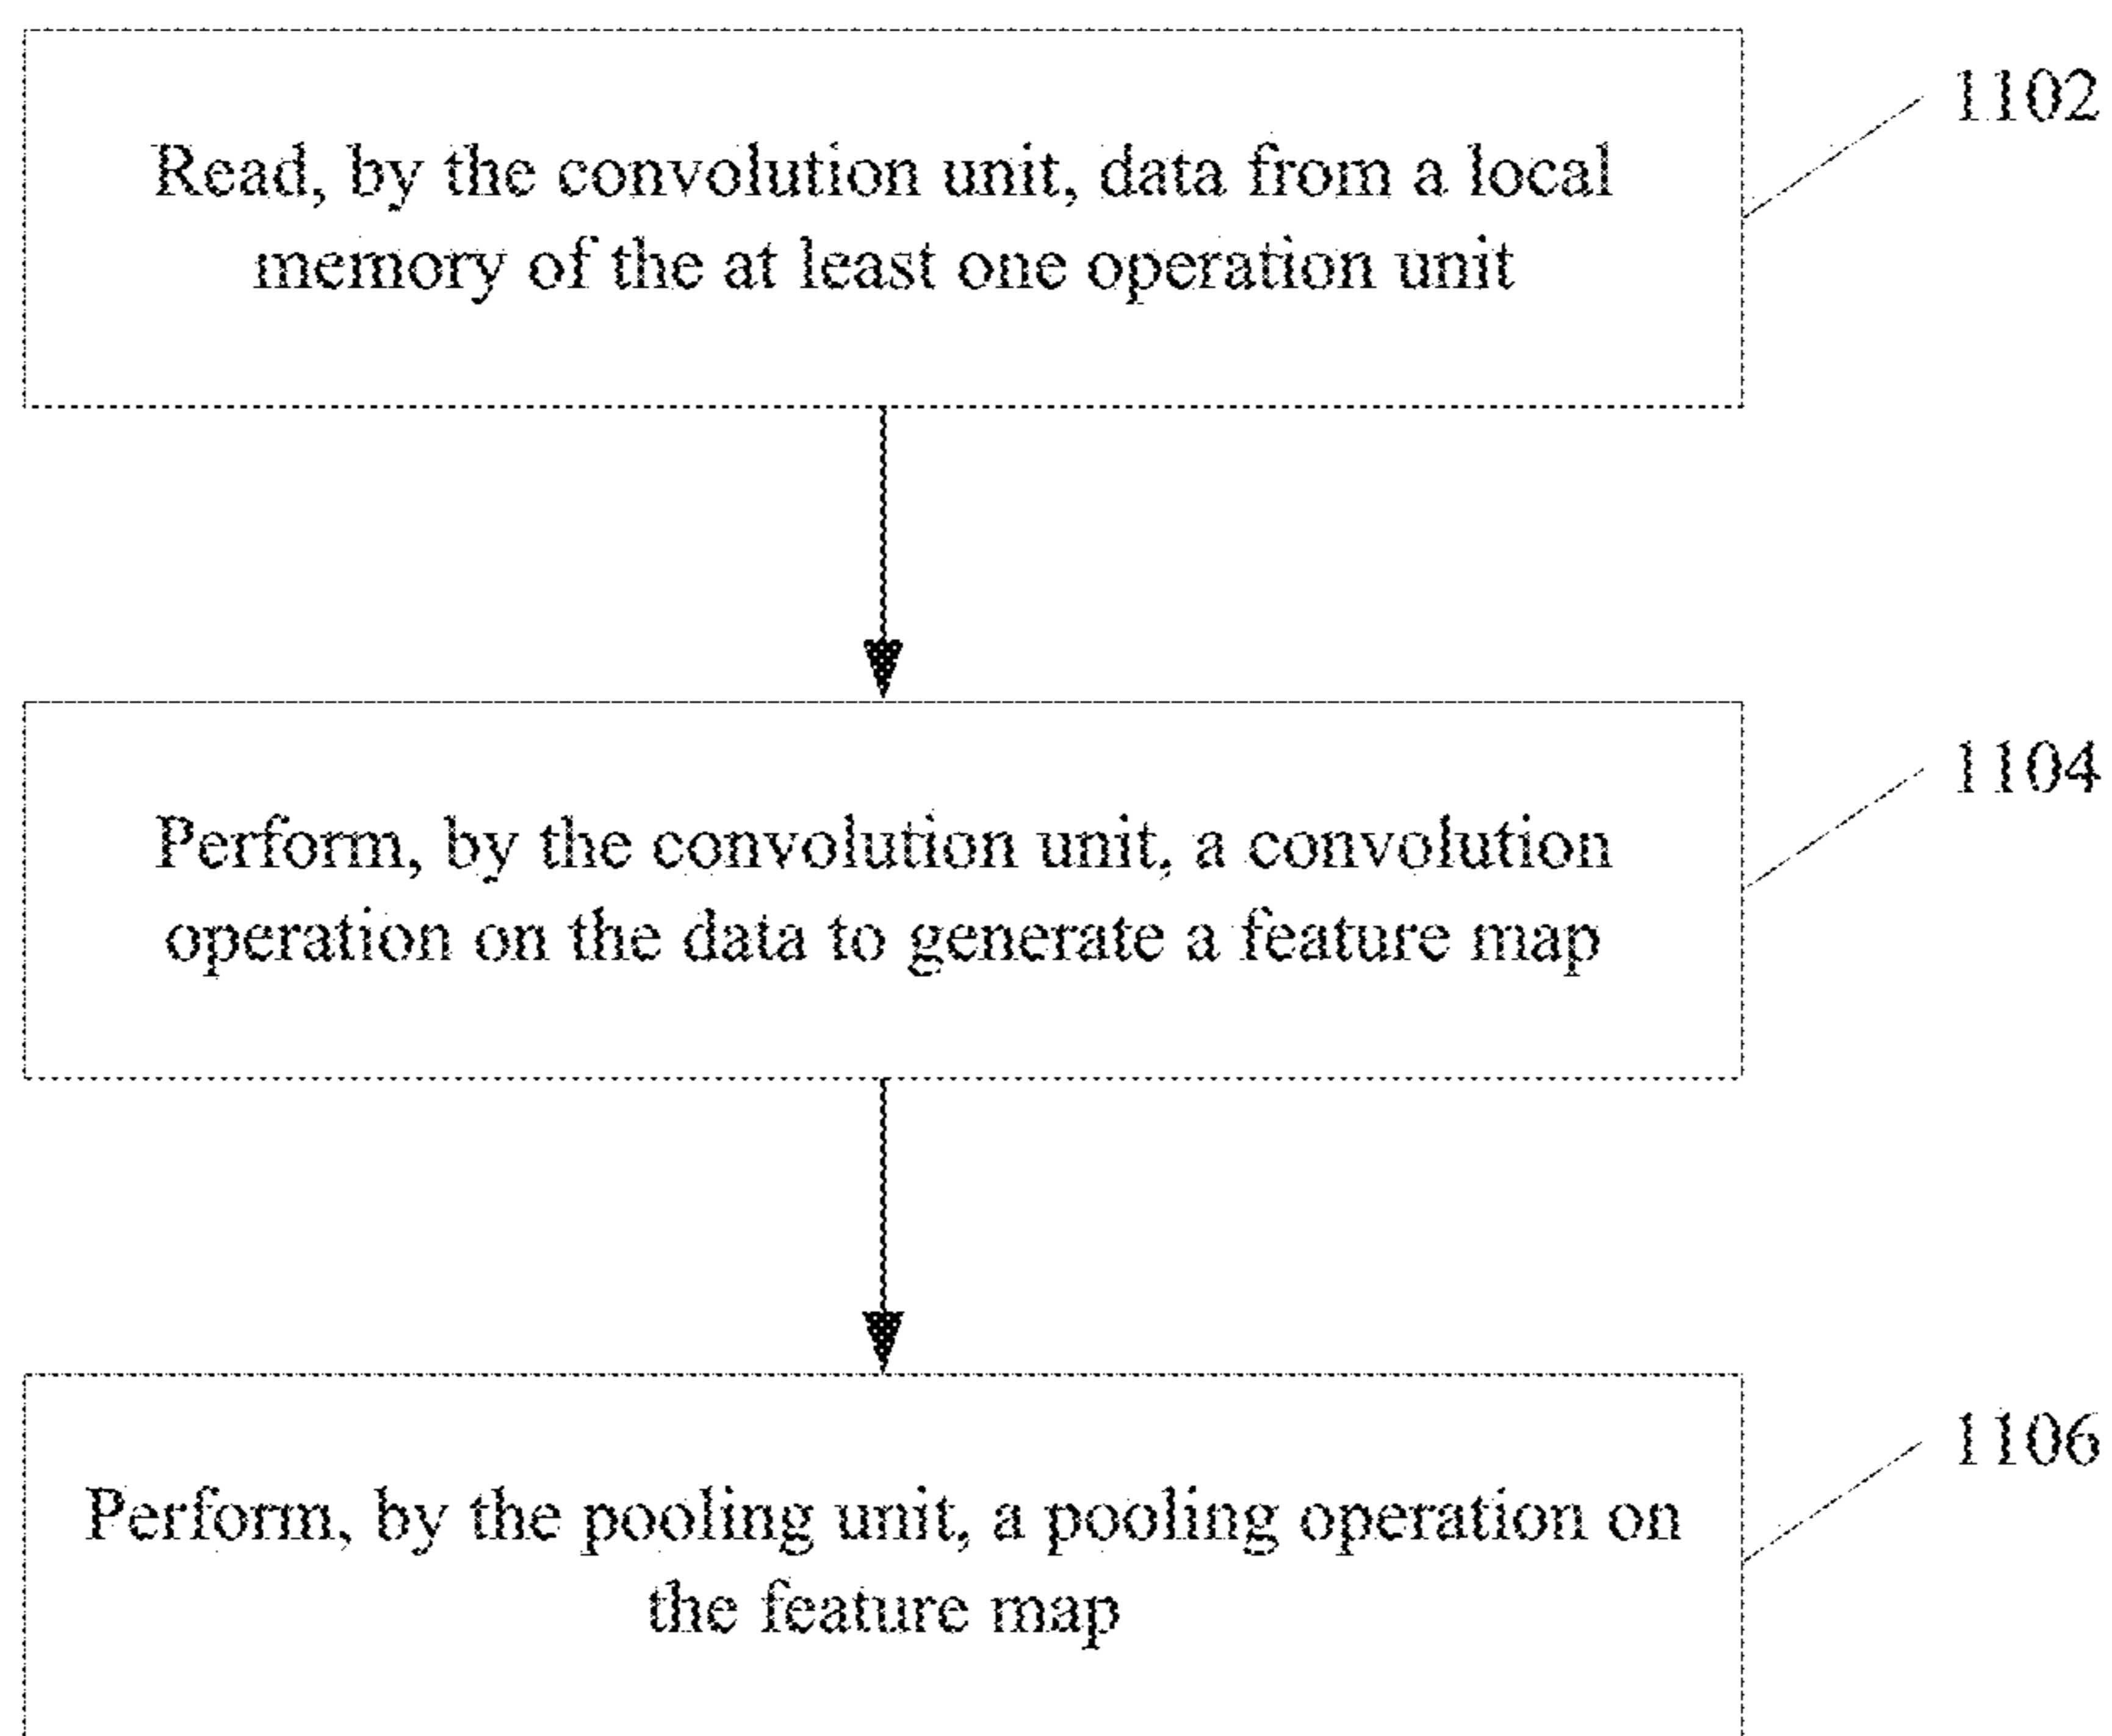 1102
Read, by the convolution unit, data from a local
memory of the at least one operation unit
1104
Perform, by the convolution unit, a convolution
operation on the data to generate a feature map
1106
Perform, by the pooling unit, a pooling operation on
the feature map